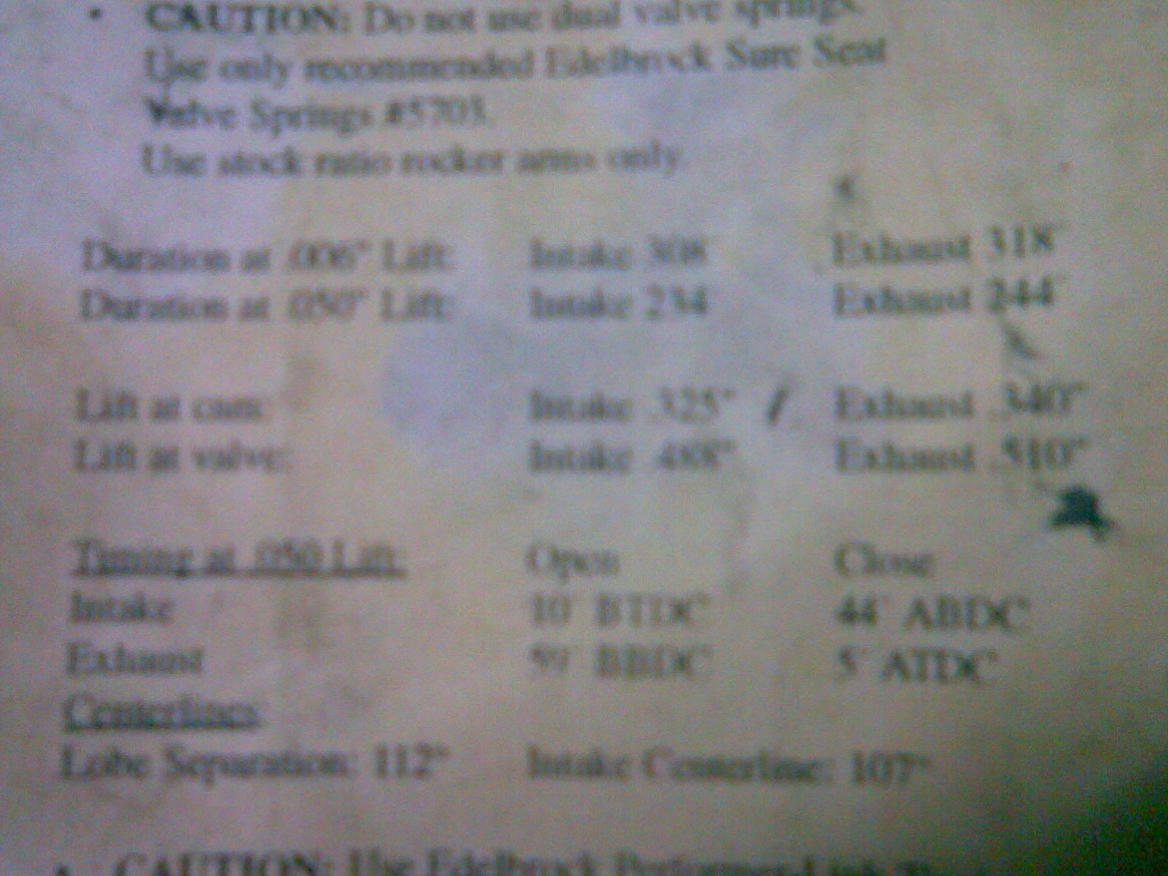 • CAUTION: Do not use dual valve springs.
Use only recommended Edelbrock Sure Seat
Valve Springs #5703.
Use stock ratio rocker arms only.
Duration at .006" Lift: Intake 308° Exhaust 318°
Duration at .050" Lift: Intake 234° Exhaust 244°
Lift at cam: Intake .325" Exhaust .340"
Lift at valve: Intake .488" Exhaust .510"
Timing at .050 Lift: Open Close
Intake 10° BTDC 44° ABDC
Exhaust 59° BBDC 5° ATDC
Centerlines
Lobe Separation: 112° Intake Centerline: 107°
• CAUTION: Use Edelbrock Performer-Link